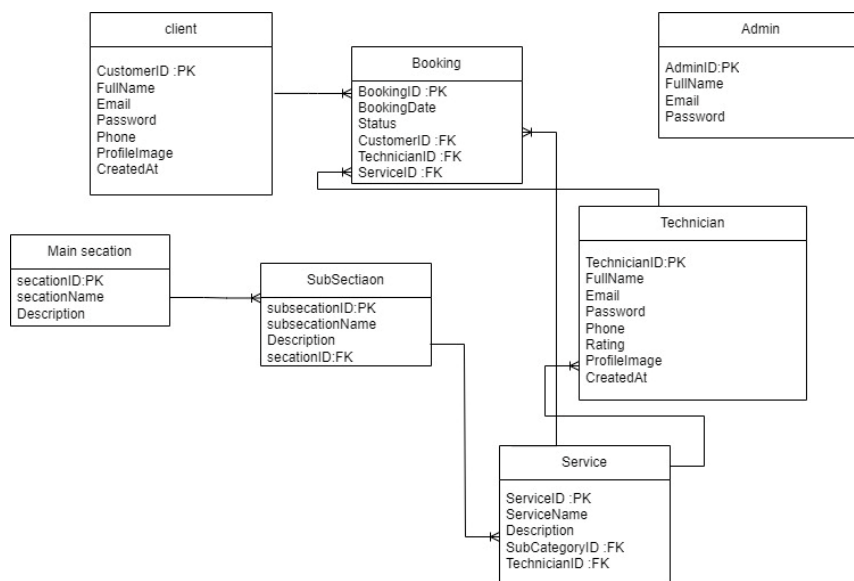 client
CustomerID :PK
FullName
Email
Password
Phone
ProfileImage
CreatedAt
Booking
BookingID :PK
BookingDate
Status
CustomerID :FK
TechnicianID :FK
ServiceID :FK
Admin
AdminID:PK
FullName
Email
Password
Technician
TechnicianID:PK
FullName
Email
Password
Phone
Rating
ProfileImage
CreatedAt
Main secation
secationID:PK
secationName
Description
SubSectiaon
subsecationID:PK
subsecationName
Description
secationID:FK
Service
ServiceID :PK
ServiceName
Description
SubCategoryID :FK
TechnicianID :FK